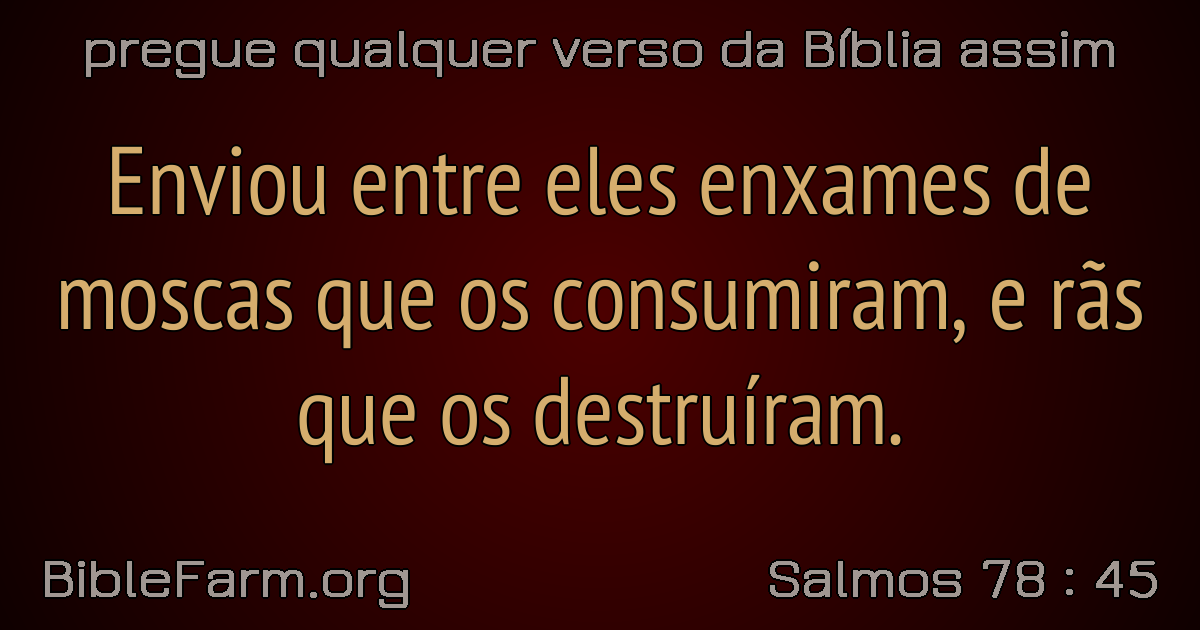 pregue qualquer verso da Bíblia assim
Enviou entre eles enxames de
moscas que os consumiram, e rãs
que os destruíram.
BibleFarm.org
Salmos 78 : 45